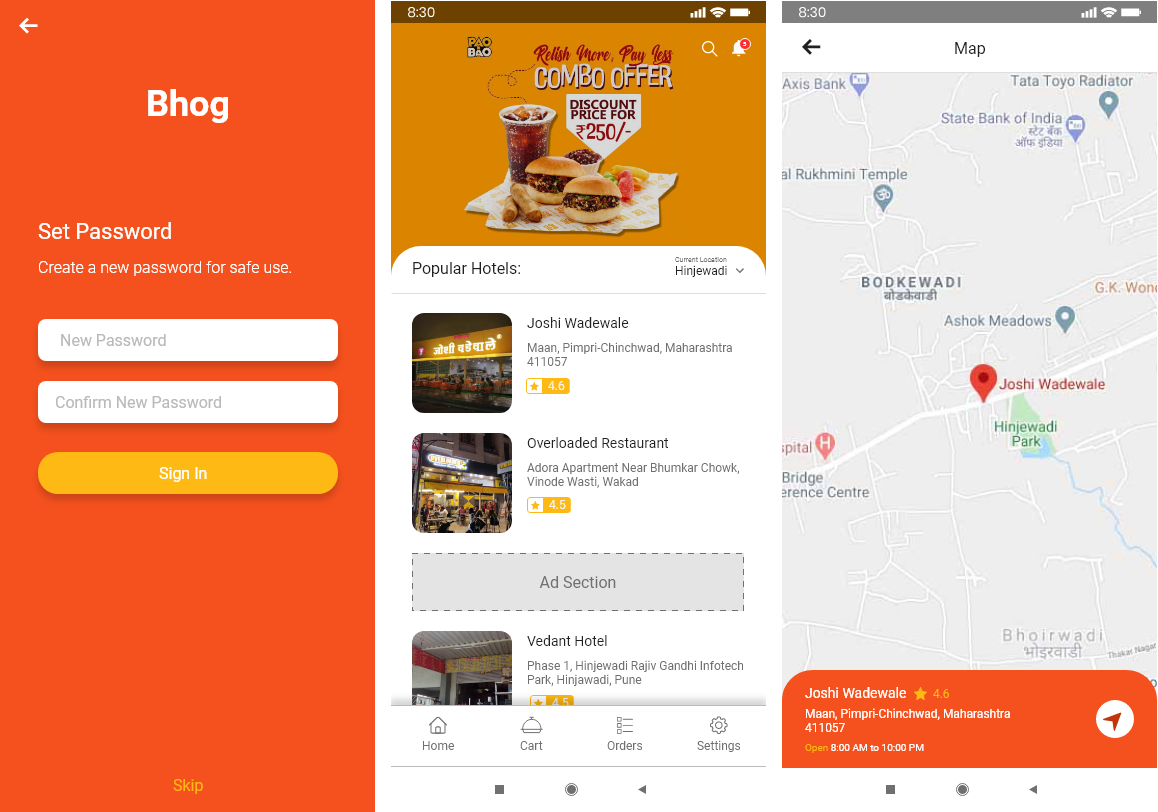 Bhog
Set Password
Create a new password for safe use.
New Password
Confirm New Password
Sign In
Skip
8:30
PAO
BAO
Relish More, Pay Less
COMBO OFFER
DISCOUNT
PRICE FOR
₹250/-
5
Popular Hotels:
Current Location
Hinjewadi
जोशी वडेवाले
Joshi Wadewale
Maan, Pimpri-Chinchwad, Maharashtra
411057
4.6
Overloaded Restaurant
Adora Apartment Near Bhumkar Chowk,
Vinode Wasti, Wakad
4.5
Ad Section
Vedant Hotel
Phase 1, Hinjewadi Rajiv Gandhi Infotech
Park, Hinjawadi, Pune
4.5
Home
Cart
Orders
Settings
8:30
Map
Axis Bank
Tata Toyo Radiator
State Bank of India
स्टेट बँक
ऑफ इंडिया
al Rukhmini Temple
BODKEWADI
बोडकेवाडी
G.K. Wond
Ashok Meadows
Joshi Wadewale
Hinjewadi
Park
spital
H
Bridge
erence Centre
Bhoirwadi
भोइरवाडी
Thakar Nagar
Joshi Wadewale
4.6
Maan, Pimpri-Chinchwad, Maharashtra
411057
Open 8:00 AM to 10:00 PM